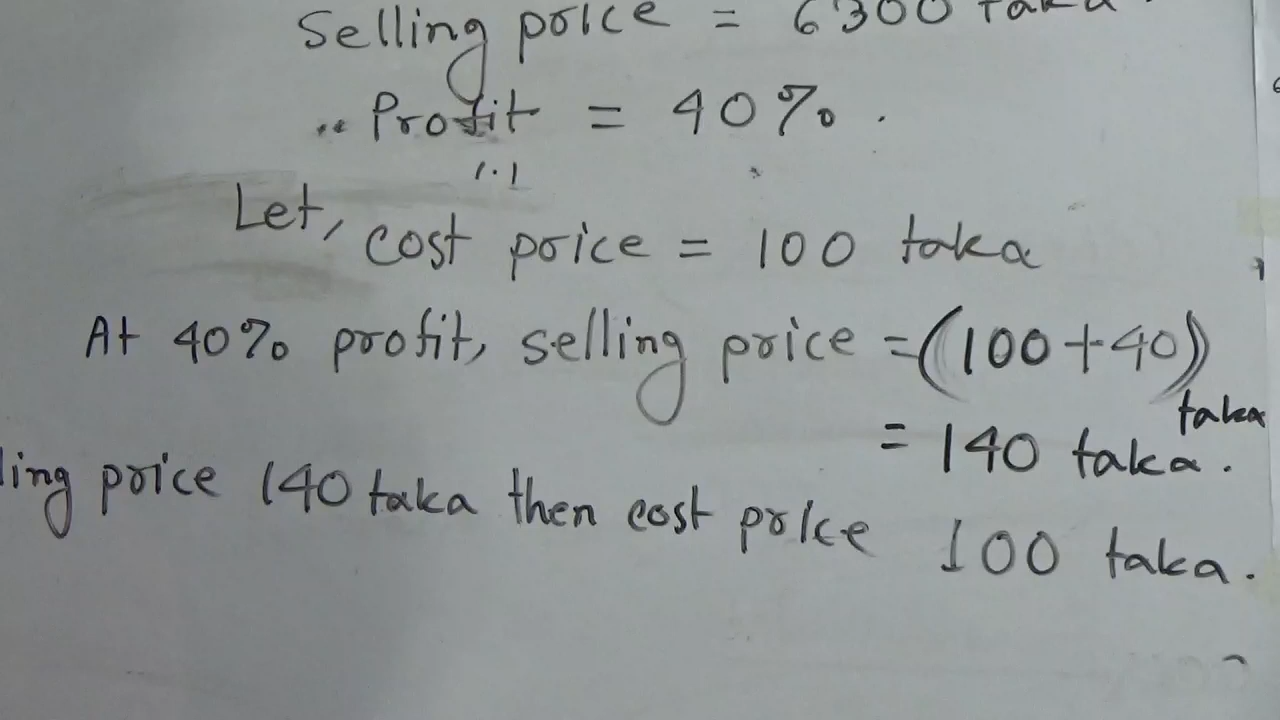 Selling price = 6300 taka
.. Profit = 40%.
Let, cost price = 100 taka
At 40% profit, selling price = (100+40) taka
= 140 taka.
ling price 140 taka then cost price 100 taka.